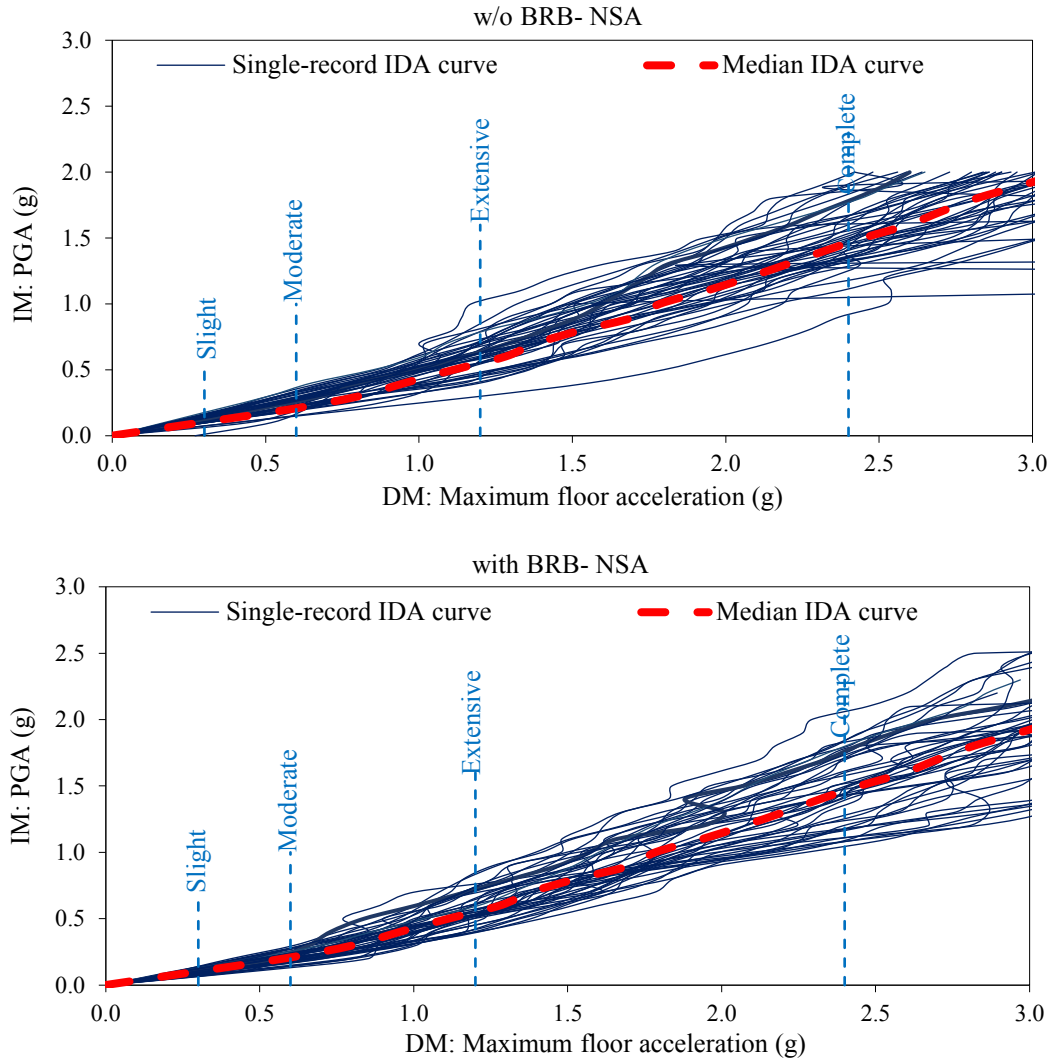 w/o BRB- NSA
3.0
Single-record IDA curve
Median IDA curve
2.5
2.0
1.5
1.0
0.5
0.0
IM: PGA (g)
Slight
Moderate
Extensive
Complete
0.0 0.5 1.0 1.5 2.0 2.5 3.0
DM: Maximum floor acceleration (g)
with BRB- NSA
3.0
Single-record IDA curve
Median IDA curve
2.5
2.0
1.5
1.0
0.5
0.0
IM: PGA (g)
Slight
Moderate
Extensive
Complete
0.0 0.5 1.0 1.5 2.0 2.5 3.0
DM: Maximum floor acceleration (g)